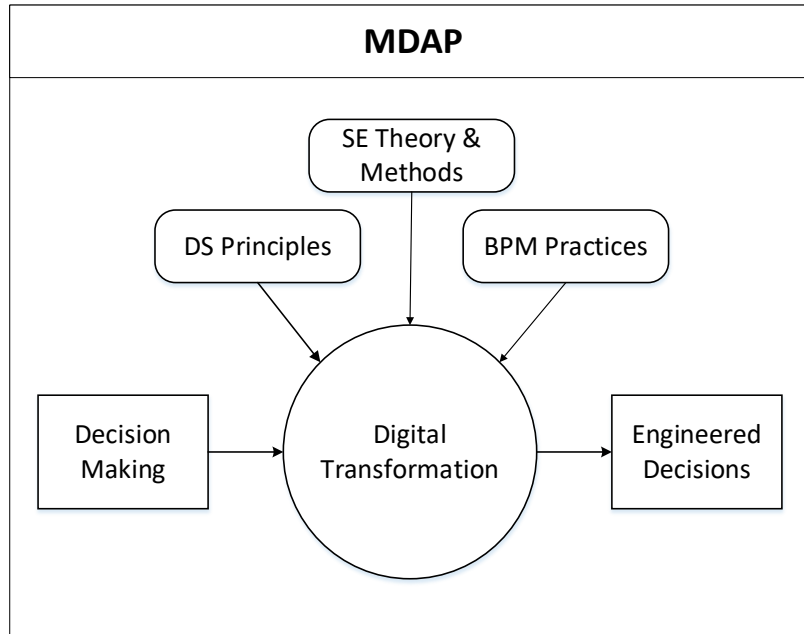 MDAP
SE Theory &
Methods
DS Principles
BPM Practices
Decision
Making
Digital
Transformation
Engineered
Decisions